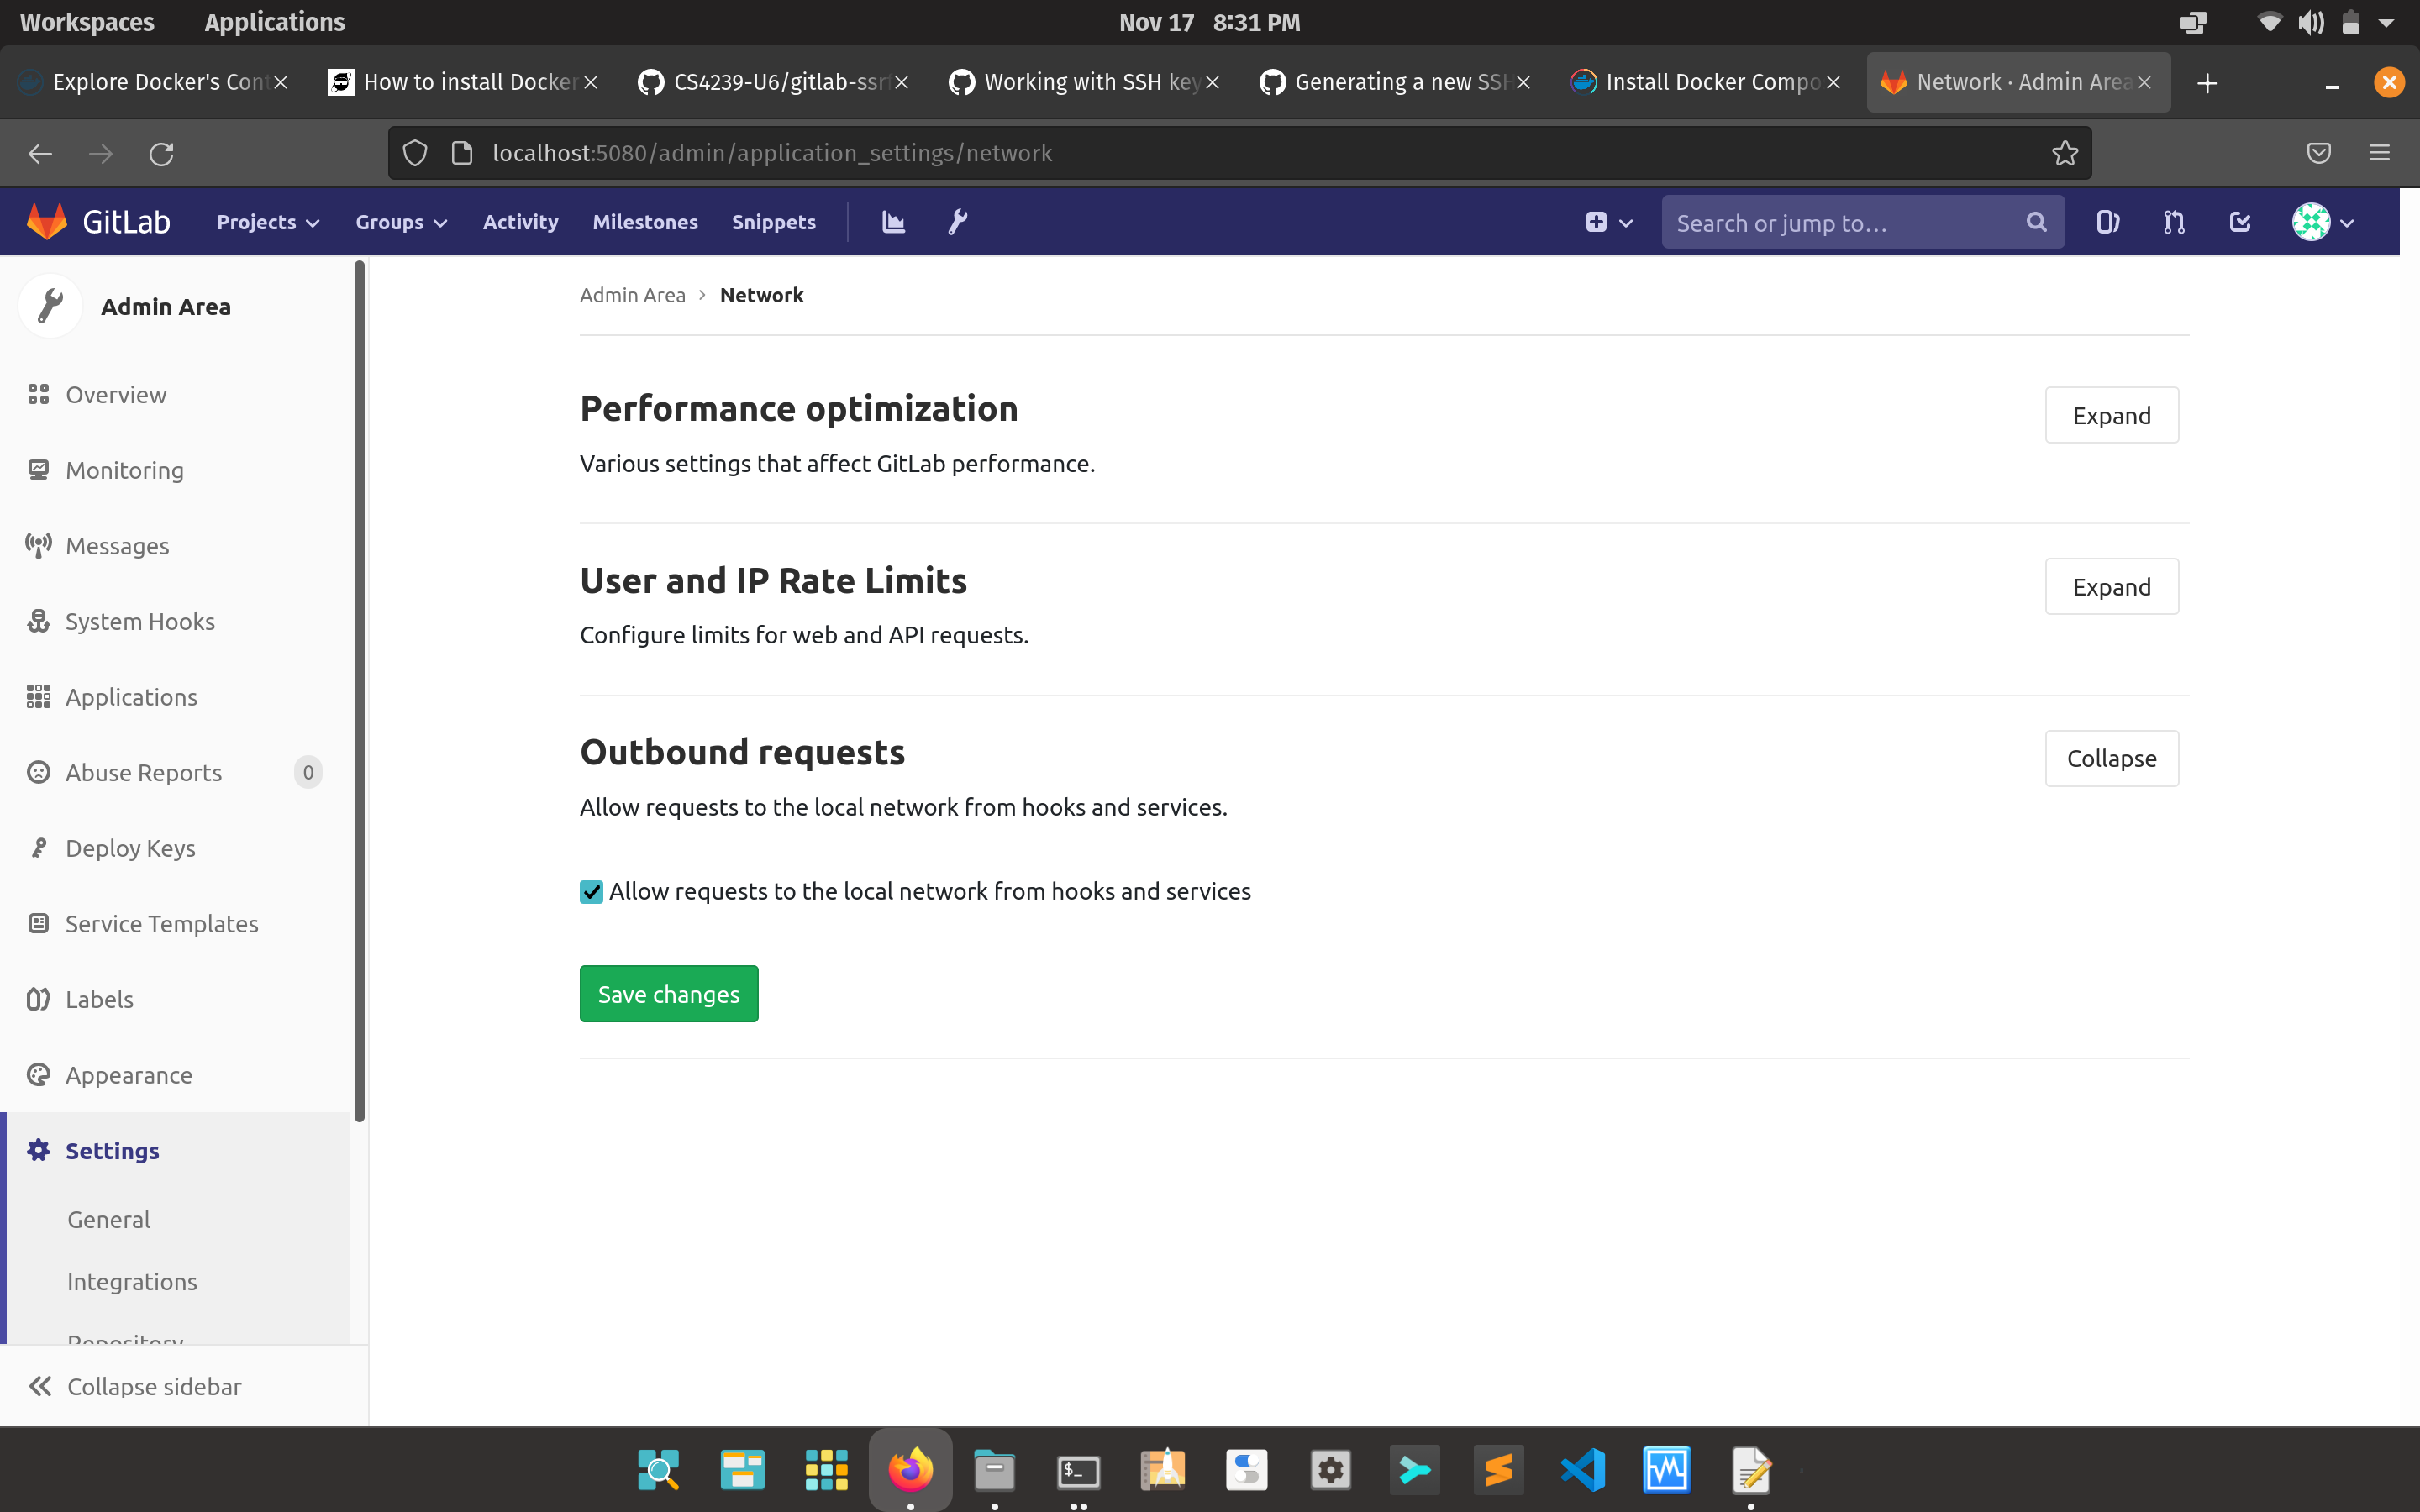 Workspaces Applications Nov 17 8:31 PM
Explore Docker's Cont How to install Docker CS4239-U6/gitlab-ssrf Working with SSH key Generating a new SSH Install Docker Compo Network · Admin Area
localhost:5080/admin/application_settings/network
GitLab Projects Groups Activity Milestones Snippets Search or jump to…
Admin Area
Overview
Monitoring
Messages
System Hooks
Applications
Abuse Reports 0
Deploy Keys
Service Templates
Labels
Appearance
Settings
General
Integrations
Repository
Collapse sidebar
Admin Area Network
Performance optimization
Expand
Various settings that affect GitLab performance.
User and IP Rate Limits
Expand
Configure limits for web and API requests.
Outbound requests
Collapse
Allow requests to the local network from hooks and services.
Allow requests to the local network from hooks and services
Save changes
$_